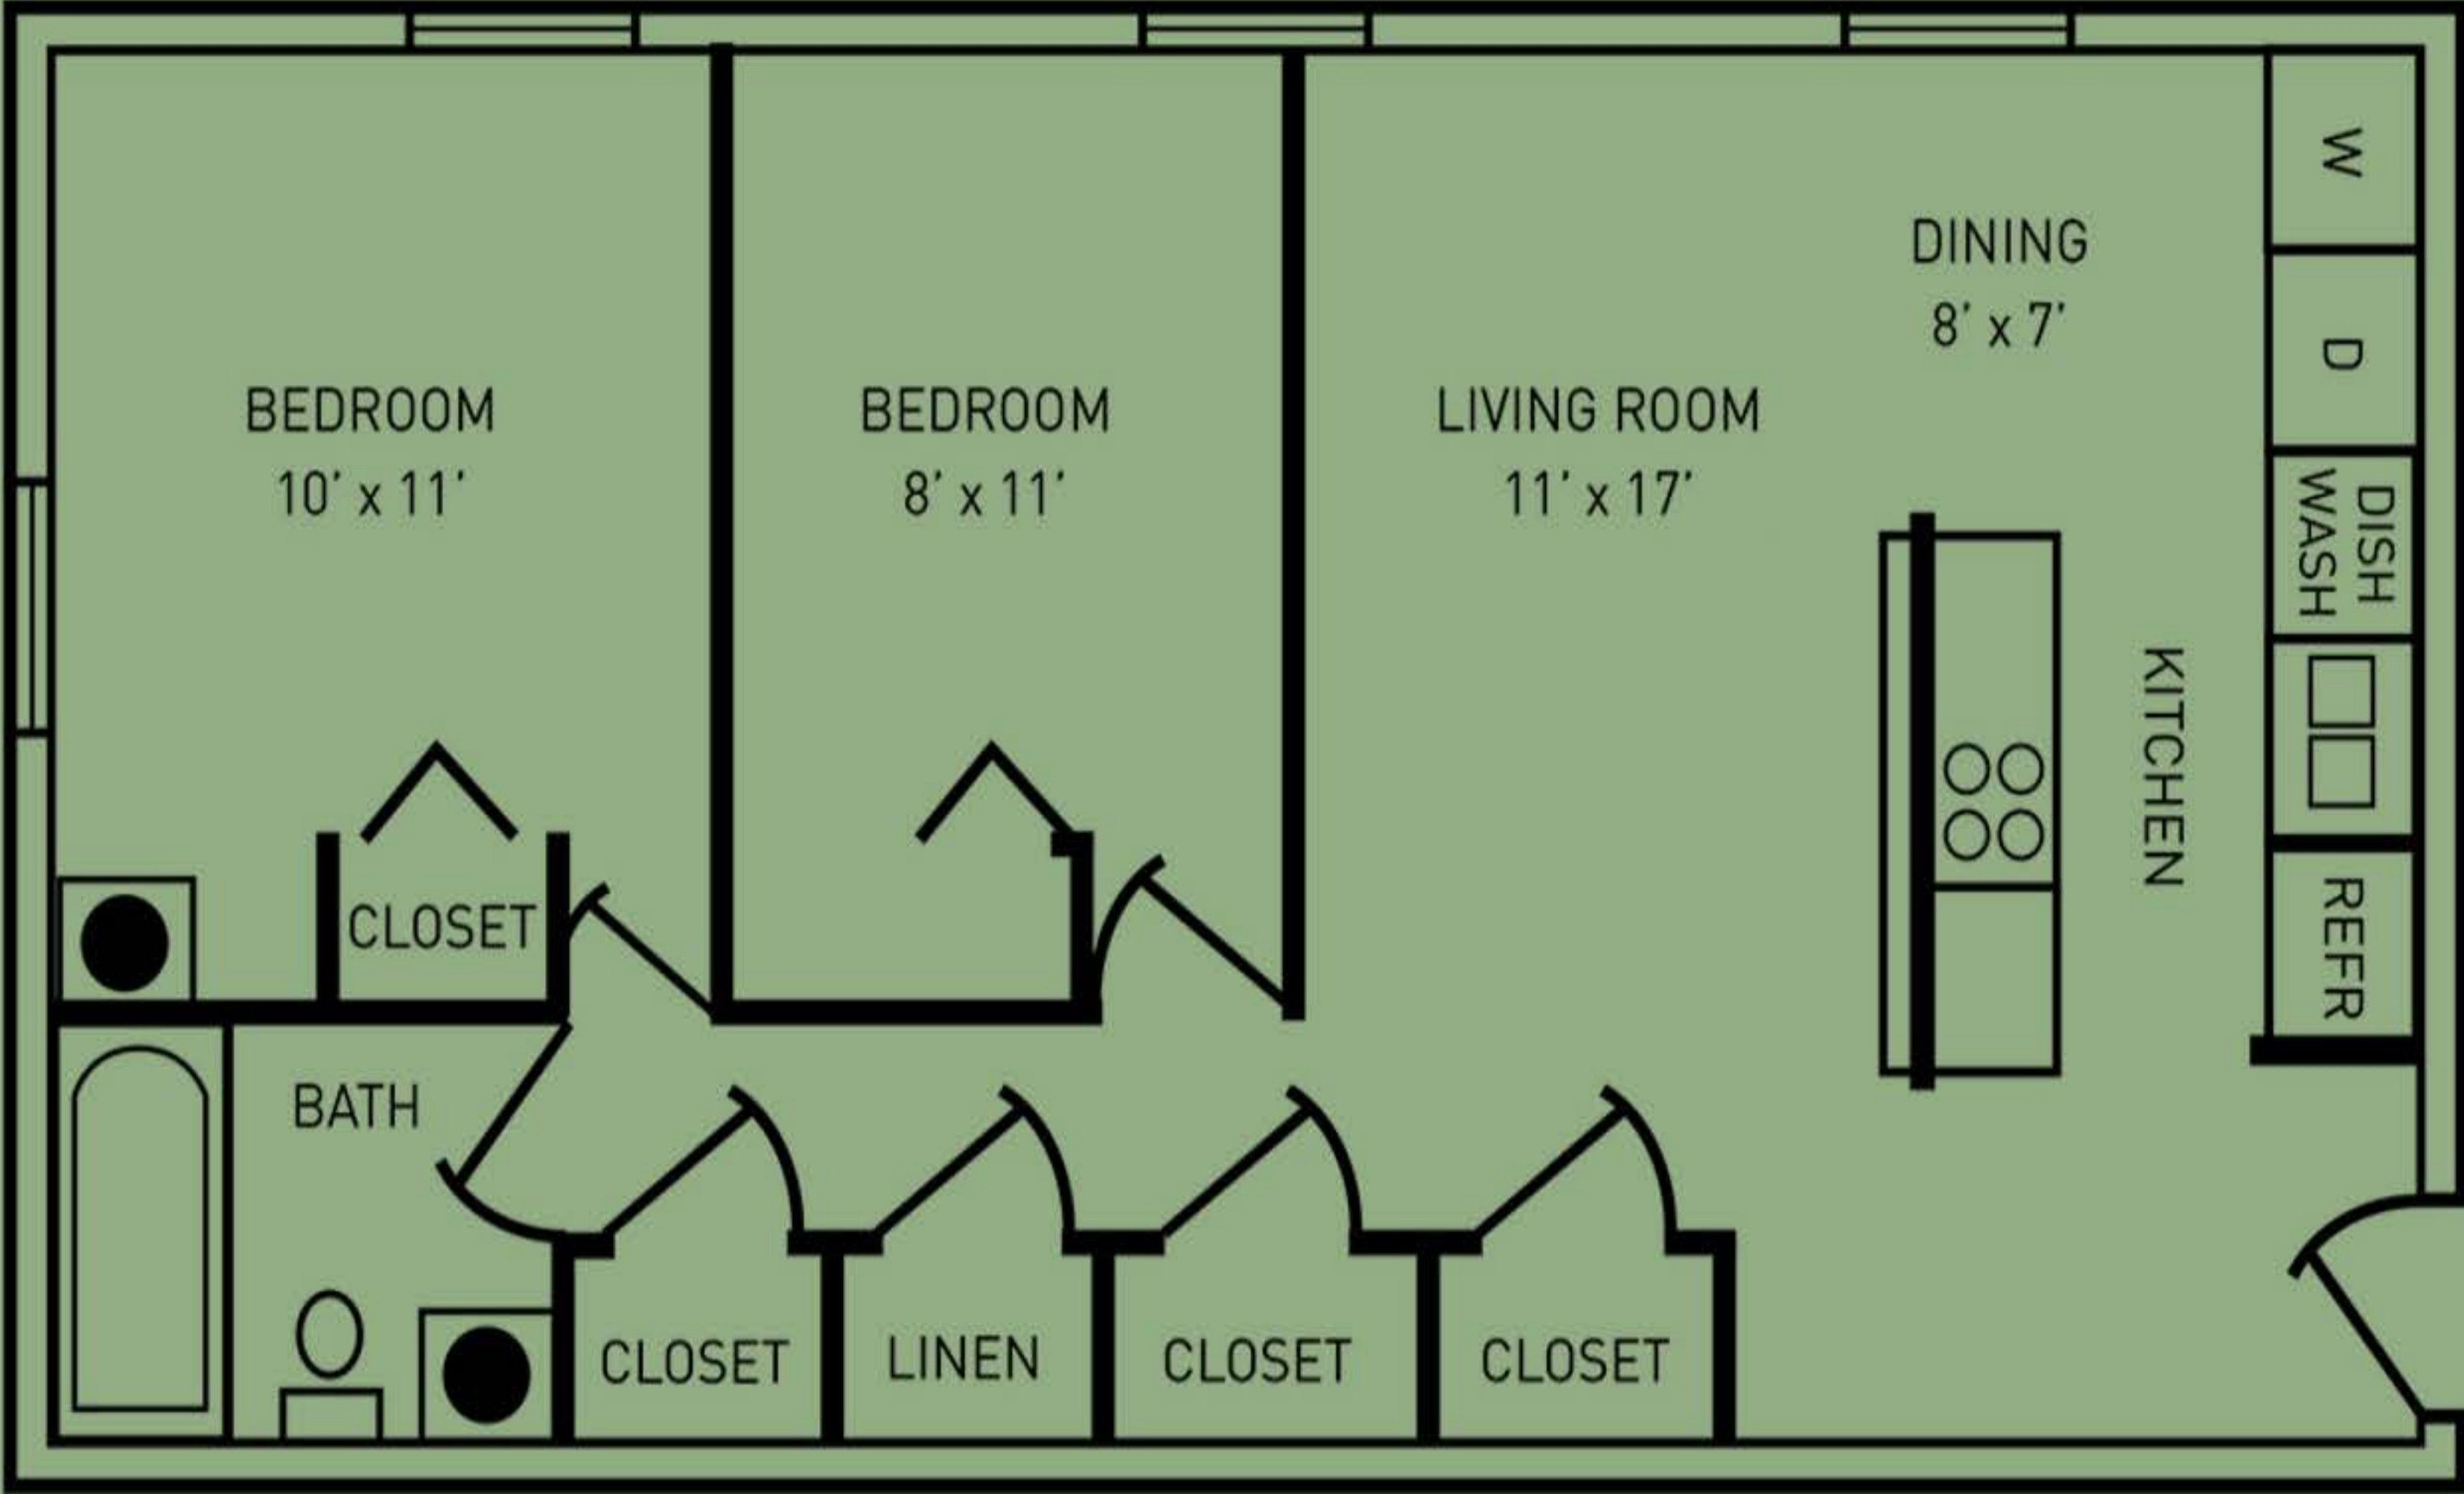 BEDROOM
10' x 11'
BEDROOM
8' x 11'
LIVING ROOM
11' x 17'
DINING
8' x 7'
W
D
DISH
WASH
KITCHEN
REFR
CLOSET
BATH
CLOSET
LINEN
CLOSET
CLOSET